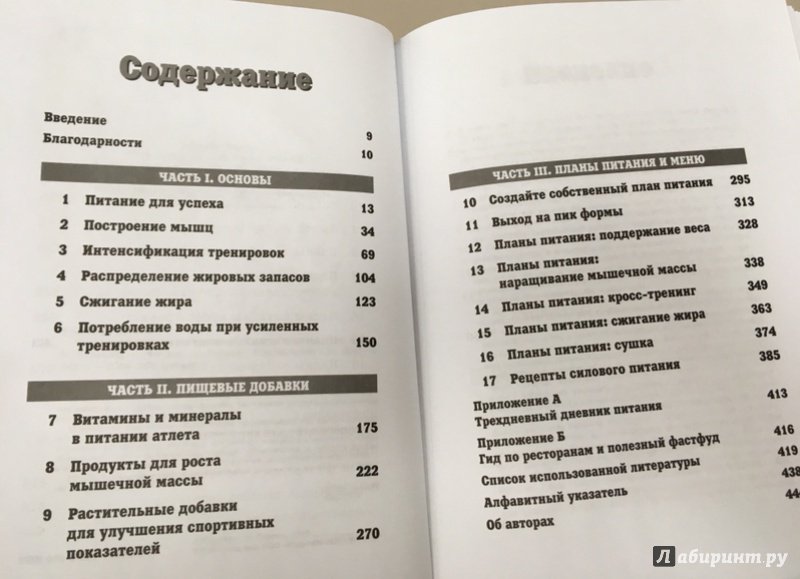 Содержание
Введение 9
Благодарности 10
ЧАСТЬ I. ОСНОВЫ
1 Питание для успеха 13
2 Построение мышц 34
3 Интенсификация тренировок 69
4 Распределение жировых запасов 104
5 Сжигание жира 123
6 Потребление воды при усиленных
тренировках 150
ЧАСТЬ II. ПИЩЕВЫЕ ДОБАВКИ
7 Витамины и минералы
в питании атлета 175
8 Продукты для роста
мышечной массы 222
9 Растительные добавки
для улучшения спортивных
показателей 270
ЧАСТЬ III. ПЛАНЫ ПИТАНИЯ И МЕНЮ
10 Создайте собственный план питания 295
11 Выход на пик формы 313
12 Планы питания: поддержание веса 328
13 Планы питания:
наращивание мышечной массы 338
14 Планы питания: кросс-тренинг 349
15 Планы питания: сжигание жира 363
16 Планы питания: сушка 374
17 Рецепты силового питания 385
Приложение А
Трехдневный дневник питания 413
Приложение Б
Гид по ресторанам и полезный фастфуд 416
Список использованной литературы 419
Алфавитный указатель 438
Об авторах 44
Лабиринт.ру